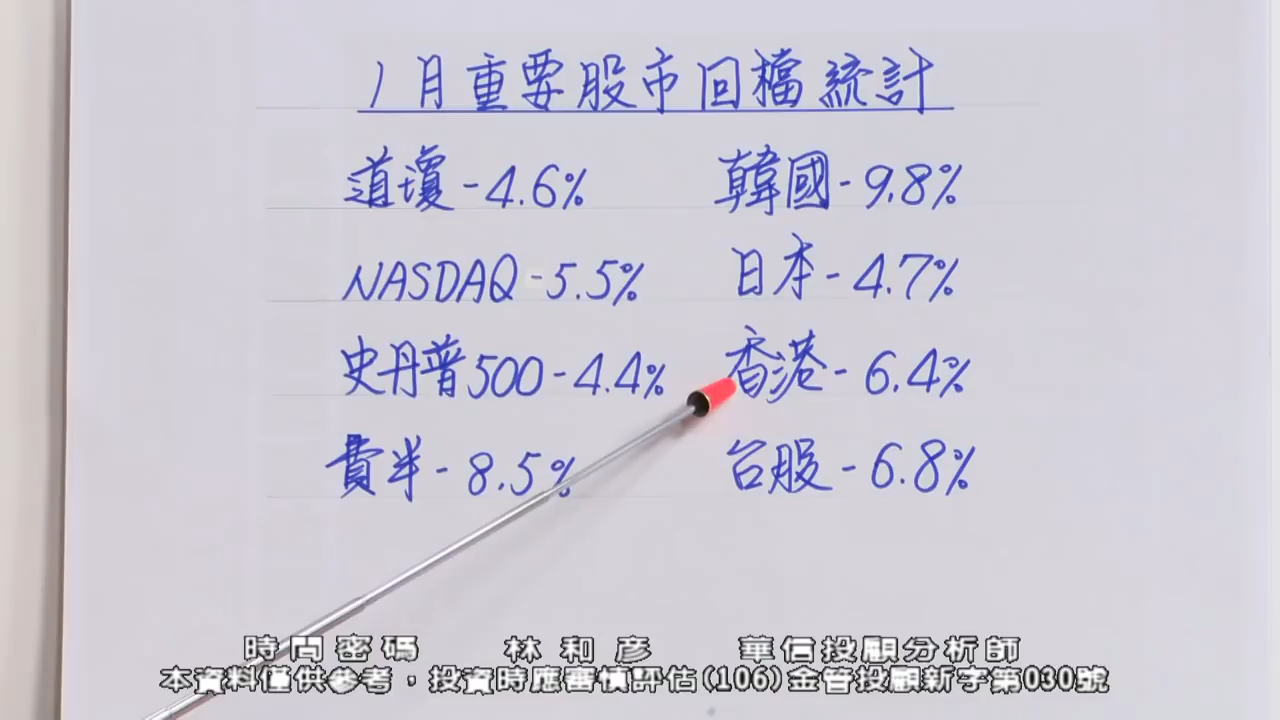 1月重要股市回檔統計
道瓊-4.6% 韓國-9.8%
NASDAQ-5.5% 日本-4.7%
史丹普500-4.4% 香港-6.4%
費半-8.5% 台股-6.8%
時間密碼 林和彥 華信投顧分析師
本資料僅供參考，投資時應審慎評估(106)金管投顧新字第030號